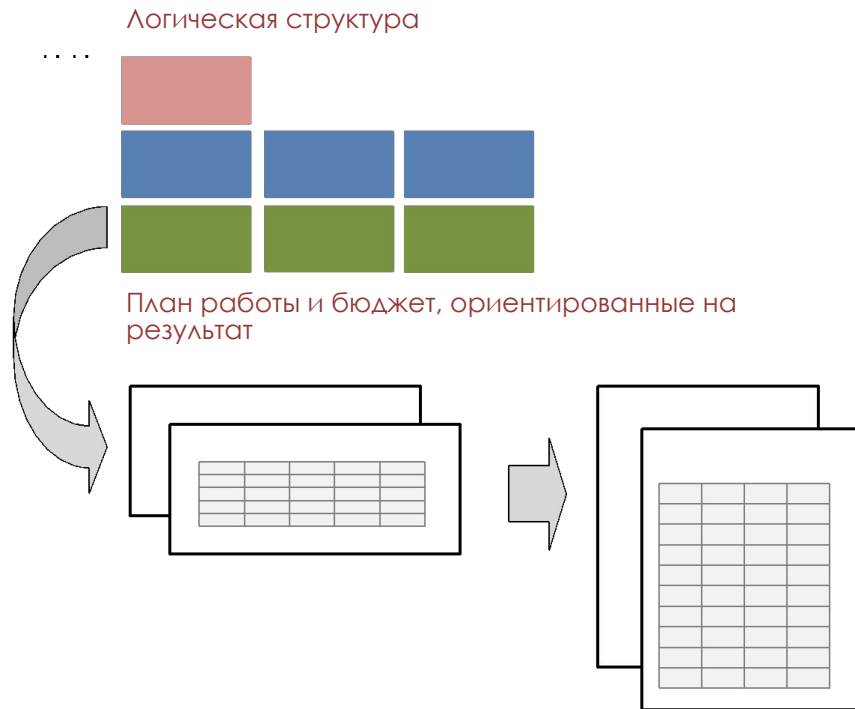 Логическая структура
. . . .
План работы и бюджет, ориентированные на
результат